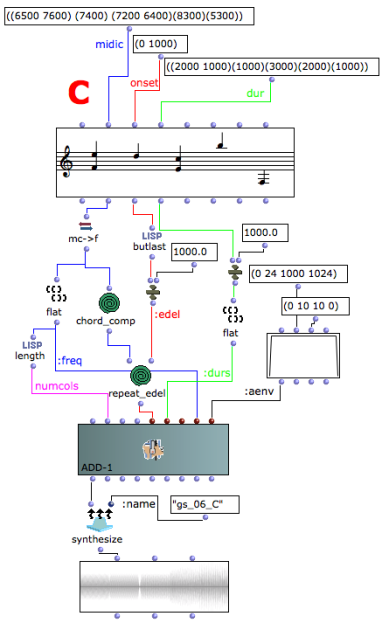 ((6500 7600) (7400) (7200 6400)(8300)(5300))
midic
(0 1000)
((2000 1000)(1000)(3000)(2000)(1000))
C
onset
dur
mc->f
LISP
butlast
1000.0
1000.0
(0 24 1000 1024)
(0 10 10 0)
flat
chord_comp
:edel
flat
LISP
length
:freq
repeat_edel
:durs
:aenv
numcols
ADD-1
:name
"gs_06_C"
synthesize